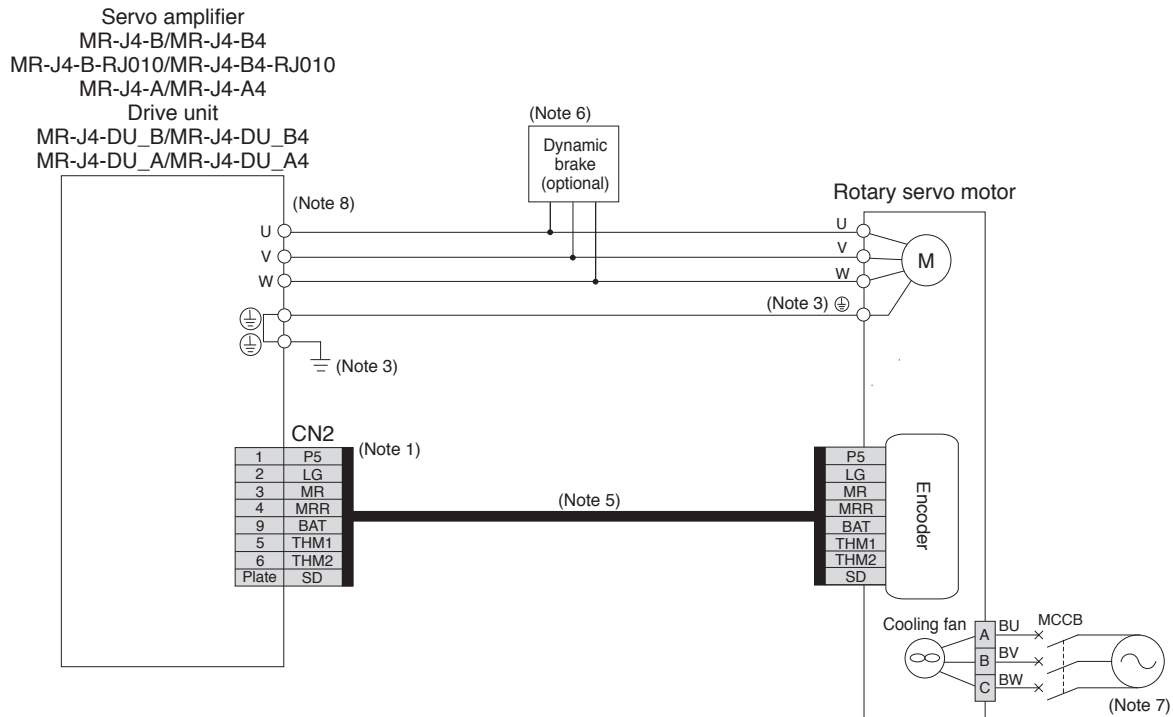 Servo amplifier
MR-J4-B/MR-J4-B4
MR-J4-B-RJ010/MR-J4-B4-RJ010
MR-J4-A/MR-J4-A4
Drive unit
MR-J4-DU_B/MR-J4-DU_B4
MR-J4-DU_A/MR-J4-DU_A4
(Note 6)
Dynamic
brake
(optional)
Rotary servo motor
(Note 8)
U
V
W
U
V
W
M
(Note 3)
(Note 3)
CN2
(Note 1)
1 P5
2 LG
3 MR
4 MRR
9 BAT
5 THM1
6 THM2
Plate SD
(Note 5)
P5
LG
MR
MRR
BAT
THM1
THM2
SD
Encoder
Cooling fan
A BU MCCB
B BV
C BW
(Note 7)